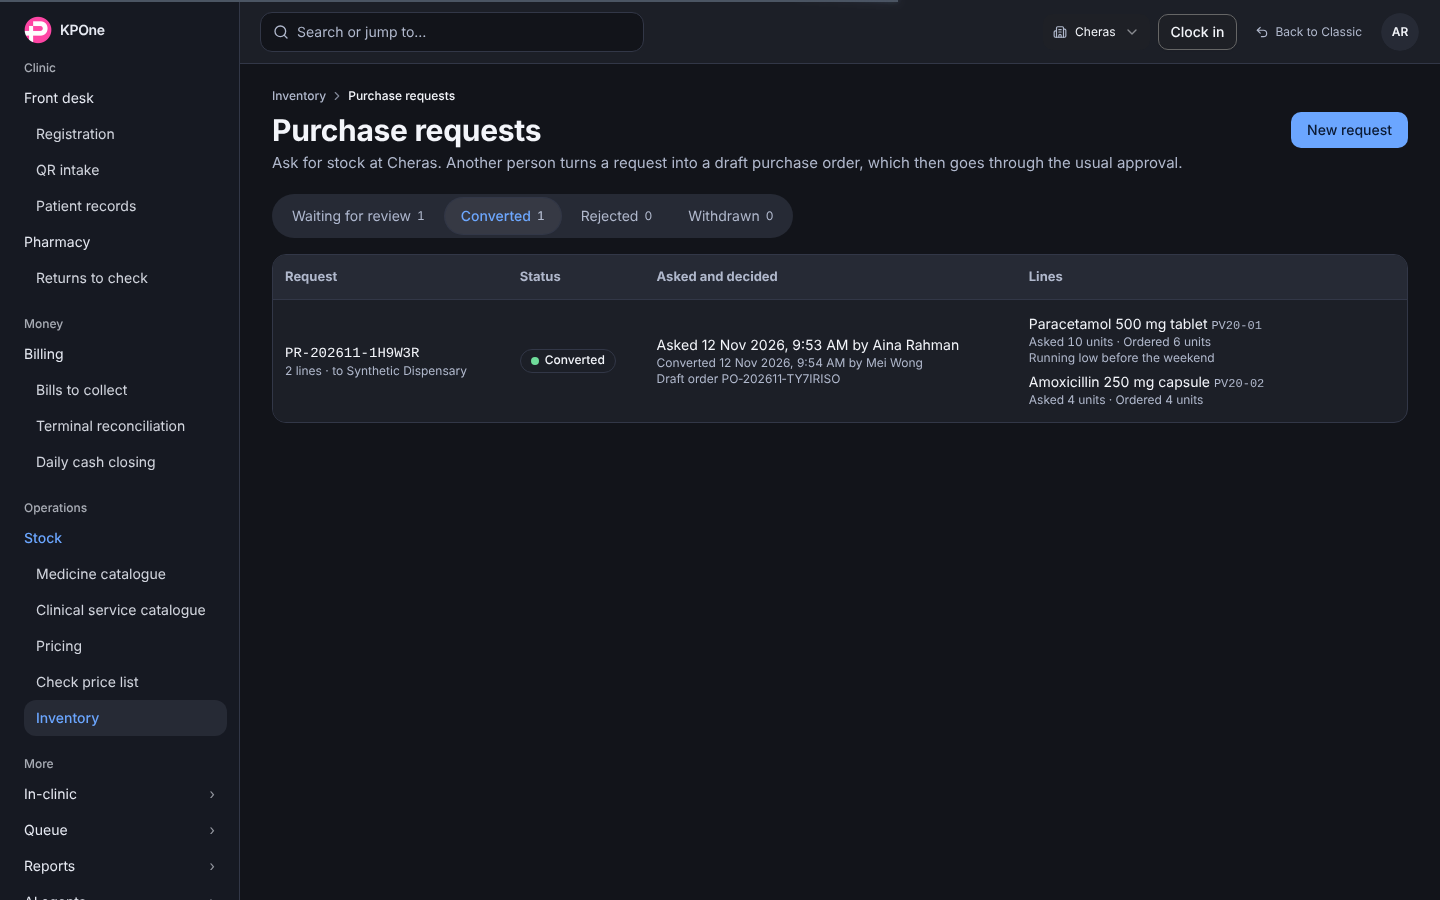 KPOne
Search or jump to...
Cheras
Clock in
Back to Classic
AR
Clinic
Front desk
Registration
QR intake
Patient records
Pharmacy
Returns to check
Money
Billing
Bills to collect
Terminal reconciliation
Daily cash closing
Operations
Stock
Medicine catalogue
Clinical service catalogue
Pricing
Check price list
Inventory
More
In-clinic
Queue
Reports
Inventory > Purchase requests
Purchase requests
New request
Ask for stock at Cheras. Another person turns a request into a draft purchase order, which then goes through the usual approval.
Waiting for review 1
Converted 1
Rejected 0
Withdrawn 0
Request Status Asked and decided Lines
PR-202611-1H9W3R
2 lines · to Synthetic Dispensary
Converted
Asked 12 Nov 2026, 9:53 AM by Aina Rahman
Converted 12 Nov 2026, 9:54 AM by Mei Wong
Draft order PO-202611-TY7IRISO
Paracetamol 500 mg tablet PV20-01
Asked 10 units · Ordered 6 units
Running low before the weekend
Amoxicillin 250 mg capsule PV20-02
Asked 4 units · Ordered 4 units